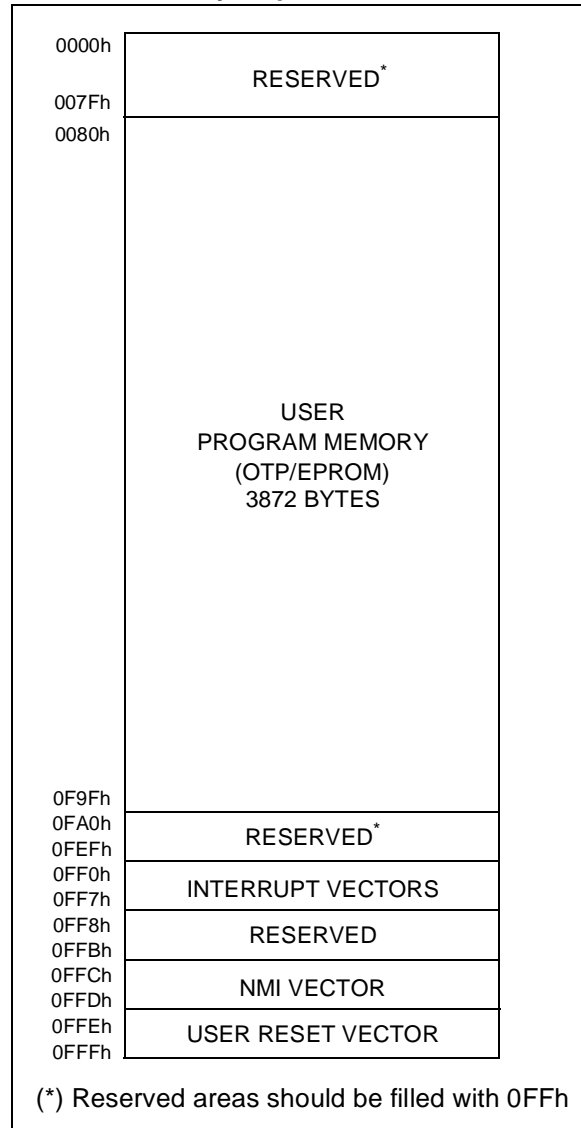 0000h
RESERVED*
007Fh
0080h
USER
PROGRAM MEMORY
(OTP/EPROM)
3872 BYTES
0F9Fh
0FA0h
RESERVED*
0FEFh
0FF0h
INTERRUPT VECTORS
0FF7h
0FF8h
RESERVED
0FFBh
0FFCh
NMI VECTOR
0FFDh
0FFEh
USER RESET VECTOR
0FFFh
(*) Reserved areas should be filled with 0FFh